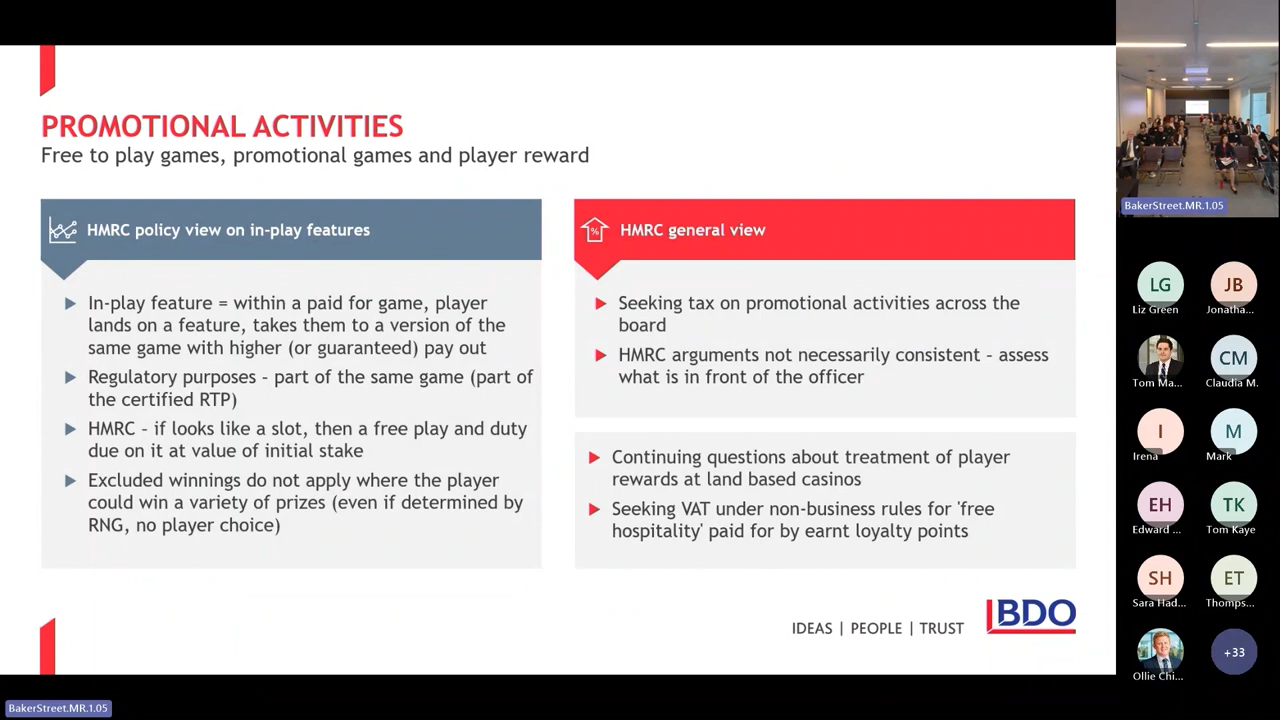 PROMOTIONAL ACTIVITIES
Free to play games, promotional games and player reward
HMRC policy view on in-play features
In-play feature = within a paid for game, player
lands on a feature, takes them to a version of the
same game with higher (or guaranteed) pay out
Regulatory purposes – part of the same game (part of
the certified RTP)
HMRC – if looks like a slot, then a free play and duty
due on it at value of initial stake
Excluded winnings do not apply where the player
could win a variety of prizes (even if determined by
RNG, no player choice)
%
HMRC general view
Seeking tax on promotional activities across the
board
HMRC arguments not necessarily consistent – assess
what is in front of the officer
Continuing questions about treatment of player
rewards at land based casinos
Seeking VAT under non-business rules for 'free
hospitality' paid for by earnt loyalty points
IDEAS | PEOPLE | TRUST
BDO
BakerStreet.MR.1.05
LG
Liz Green
JB
Jonatha...
Tom Ma...
CM
Claudia M.
I
Irena
M
Mark
EH
Edward ...
TK
Tom Kaye
SH
Sara Had...
ET
Thomps...
Ollie Chi...
+33
BakerStreet.MR.1.05